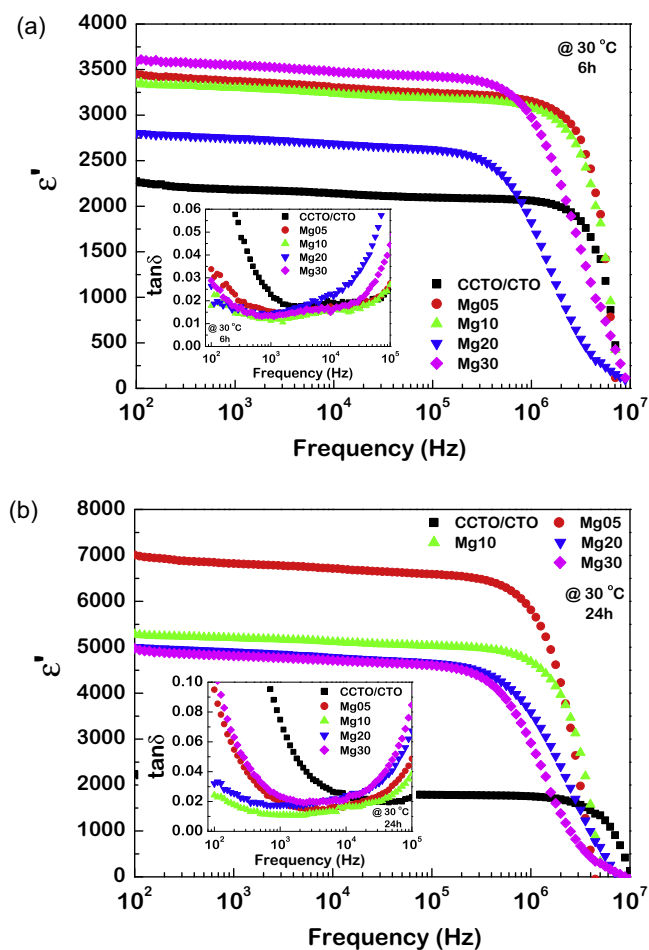 (a)
4000
3500
3000
2500
2000
1500
1000
500
0
ε'
@ 30 °C
6h
0.06
0.05
0.04
0.03
0.02
0.01
0.00
tanδ
CCTO/CTO
Mg05
Mg10
Mg20
Mg30
@ 30 °C
6h
10² 10³ 10⁴ 10⁵
Frequency (Hz)
CCTO/CTO
Mg05
Mg10
Mg20
Mg30
10² 10³ 10⁴ 10⁵ 10⁶ 10⁷
Frequency (Hz)
(b)
8000
7000
6000
5000
4000
3000
2000
1000
0
ε'
CCTO/CTO Mg05
Mg10 Mg20
Mg30
@ 30 °C
24h
0.10
0.08
0.06
0.04
0.02
0.00
tanδ
CCTO/CTO
Mg05
Mg10
Mg20
Mg30
@ 30 °C
24h
10² 10³ 10⁴ 10⁵
Frequency (Hz)
10² 10³ 10⁴ 10⁵ 10⁶ 10⁷
Frequency (Hz)